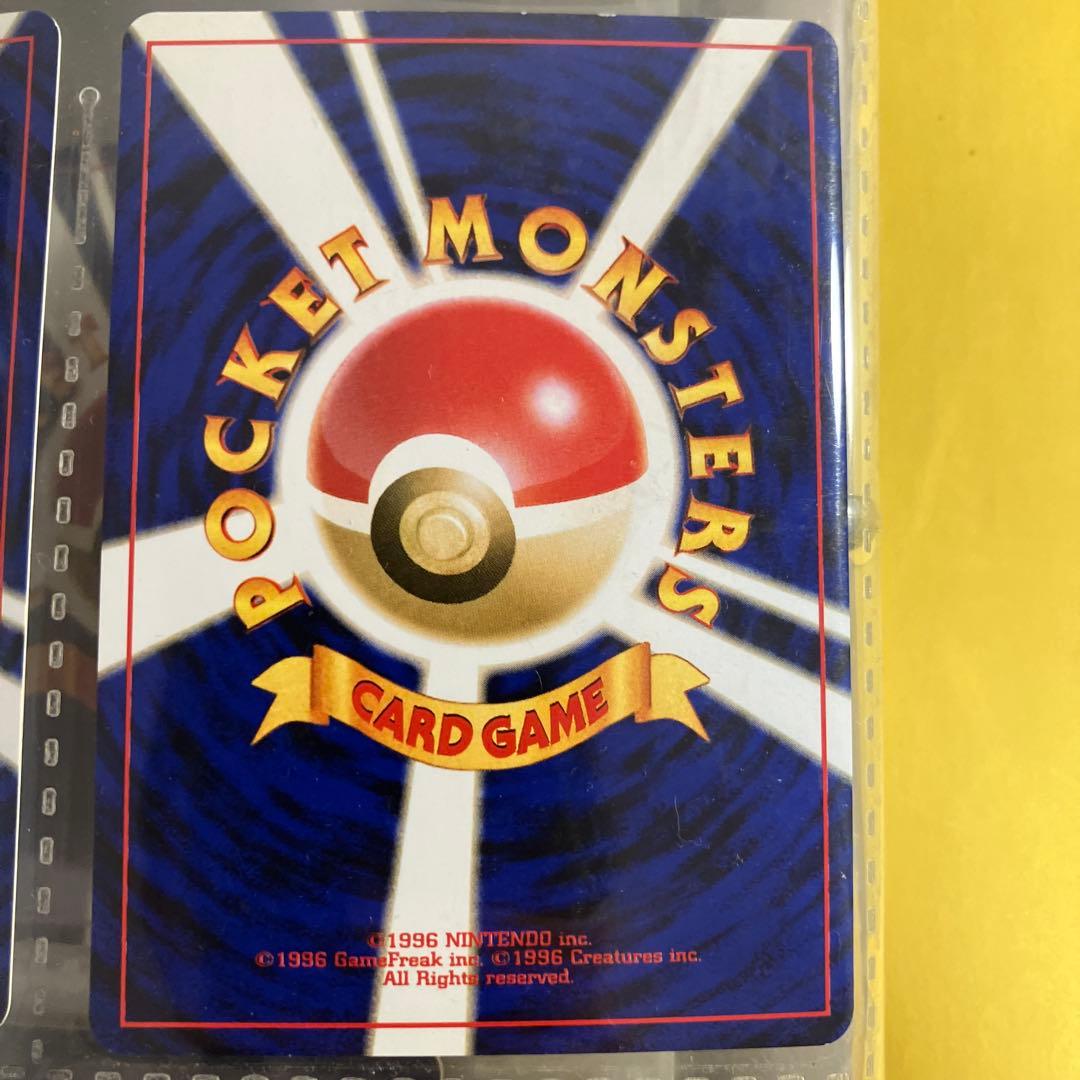 POCKET MONSTERS
CARD GAME
©1996 NINTENDO inc.
©1996 GameFreak inc. ©1996 Creatures inc.
All Rights reserved.